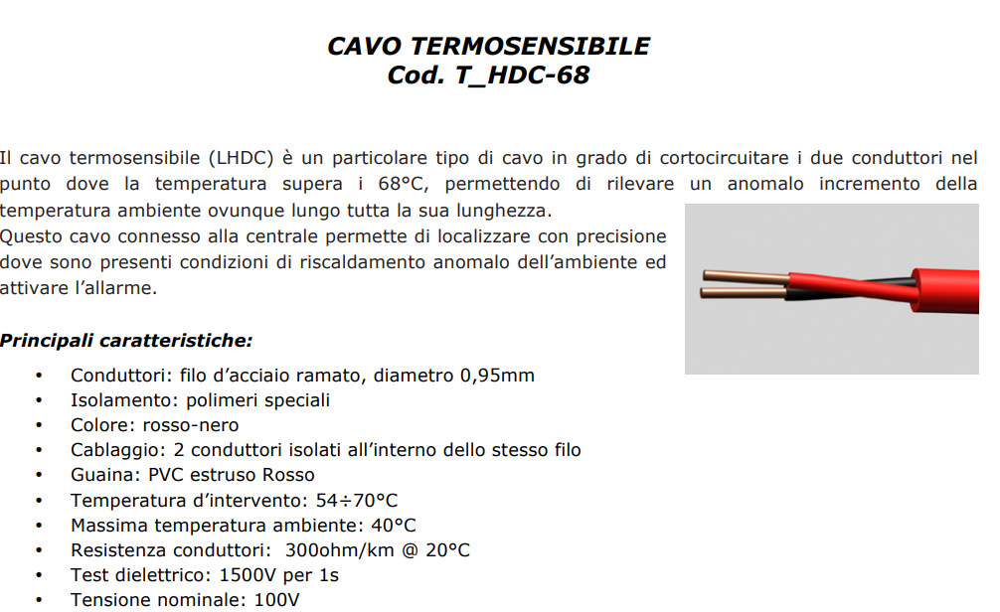 CAVO TERMOSENSIBILE
Cod. T_HDC-68
Il cavo termosensibile (LHDC) è un particolare tipo di cavo in grado di cortocircuitare i due conduttori nel
punto dove la temperatura supera i 68°C, permettendo di rilevare un anomalo incremento della
temperatura ambiente ovunque lungo tutta la sua lunghezza.
Questo cavo connesso alla centrale permette di localizzare con precisione
dove sono presenti condizioni di riscaldamento anomalo dell’ambiente ed
attivare l’allarme.
Principali caratteristiche:
• Conduttori: filo d’acciaio ramato, diametro 0,95mm
• Isolamento: polimeri speciali
• Colore: rosso-nero
• Cablaggio: 2 conduttori isolati all’interno dello stesso filo
• Guaina: PVC estruso Rosso
• Temperatura d’intervento: 54÷70°C
• Massima temperatura ambiente: 40°C
• Resistenza conduttori:  300ohm/km @ 20°C
• Test dielettrico: 1500V per 1s
• Tensione nominale: 100V